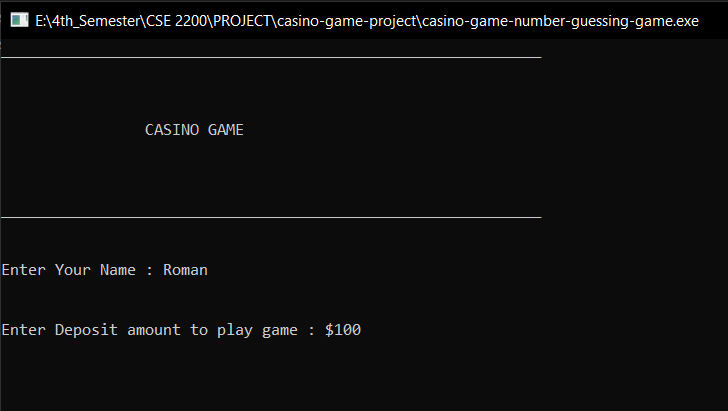 E:\4th_Semester\CSE 2200\PROJECT\casino-game-project\casino-game-number-guessing-game.exe
CASINO GAME
Enter Your Name : Roman
Enter Deposit amount to play game : $100